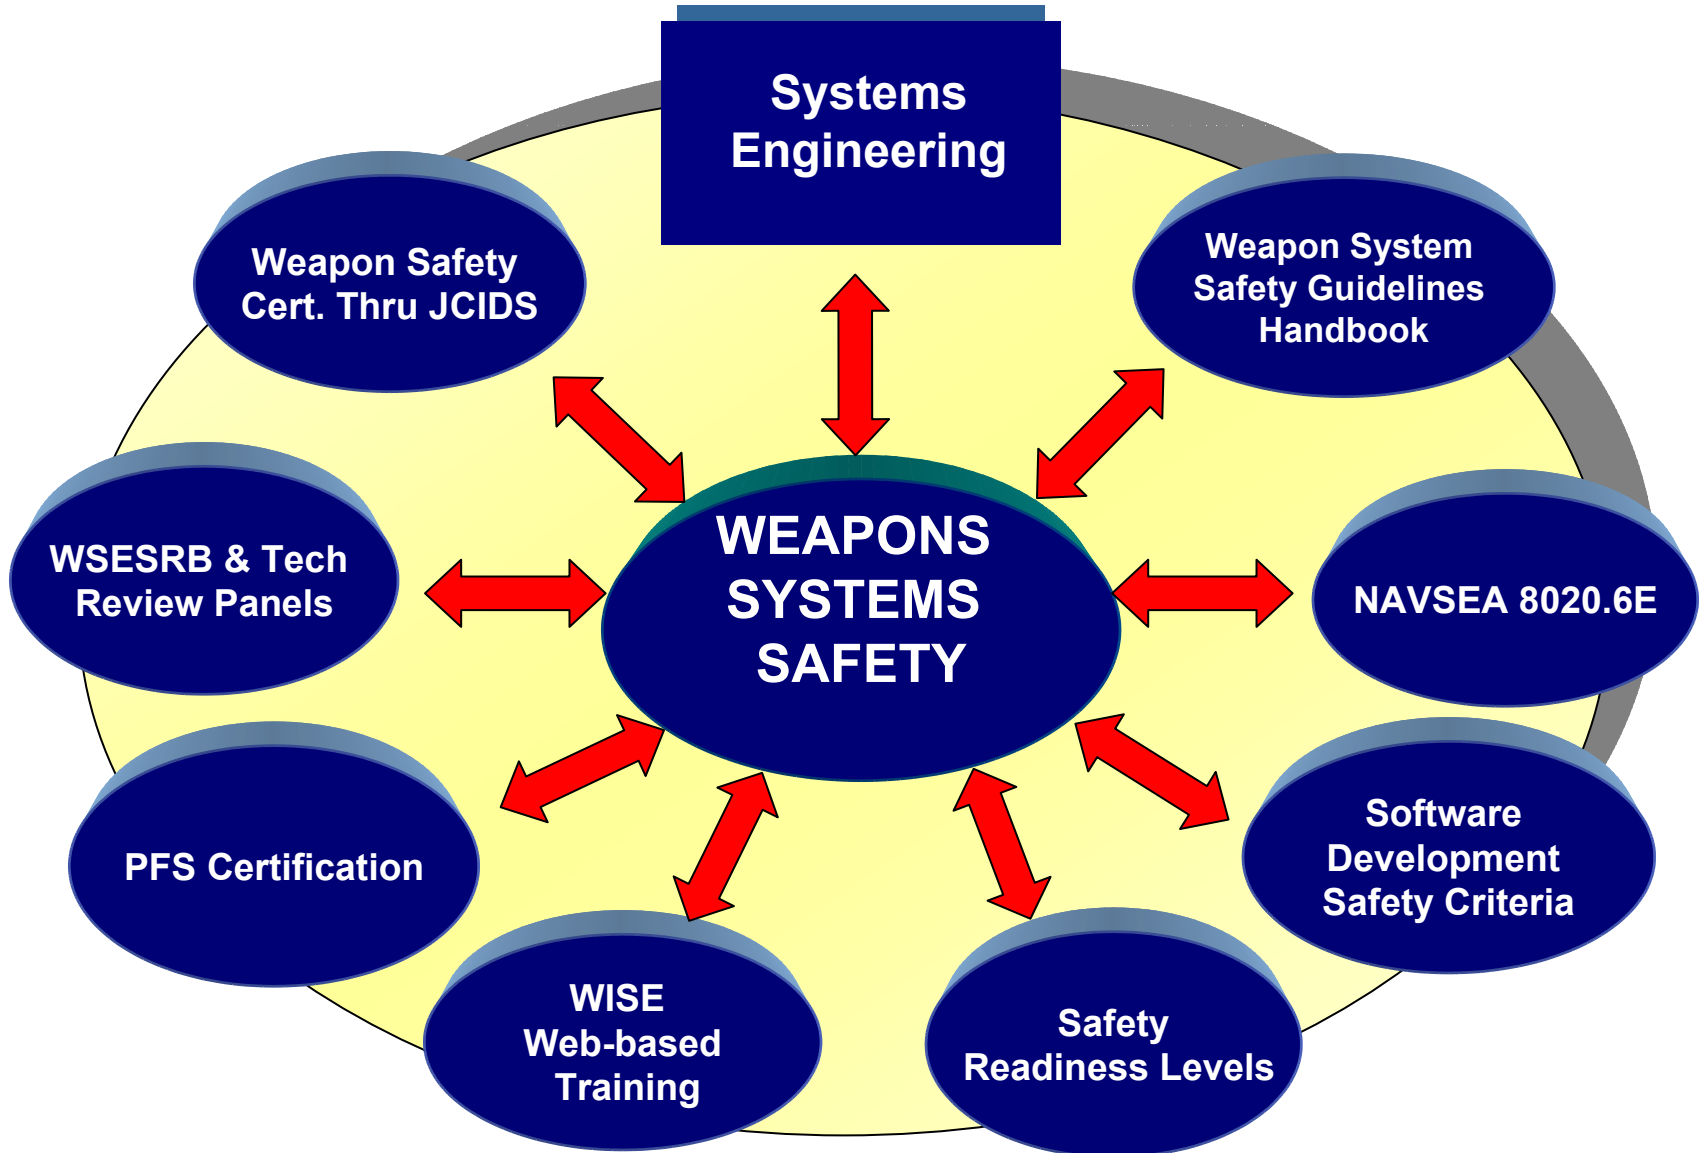 Systems
Engineering
Weapon Safety
Cert. Thru JCIDS
Weapon System
Safety Guidelines
Handbook
WEAPONS
SYSTEMS
SAFETY
WSESRB & Tech
Review Panels
NAVSEA 8020.6E
PFS Certification
Software
Development
Safety Criteria
WISE
Web-based
Training
Safety
Readiness Levels